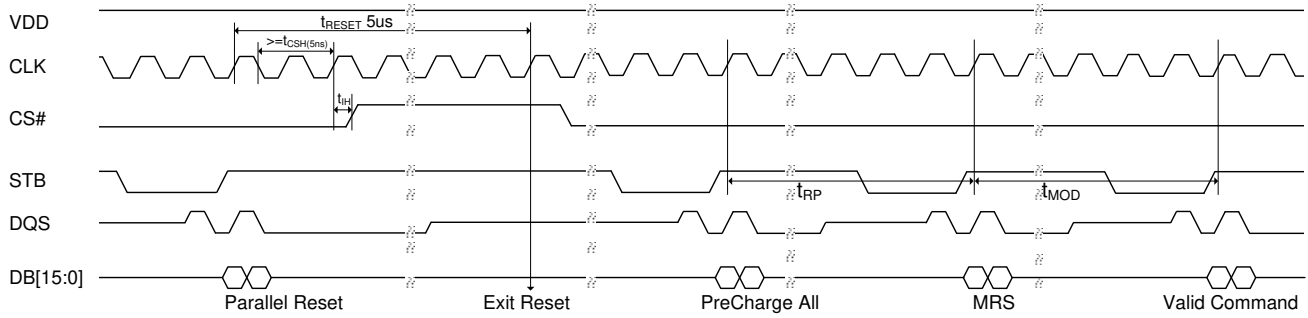 VDD
tRESET 5us
>=tCSH(5ns)
CLK
tIH
CS#
STB
tRP
tMOD
DQS
DB[15:0]
Parallel Reset
Exit Reset
PreCharge All
MRS
Valid Command